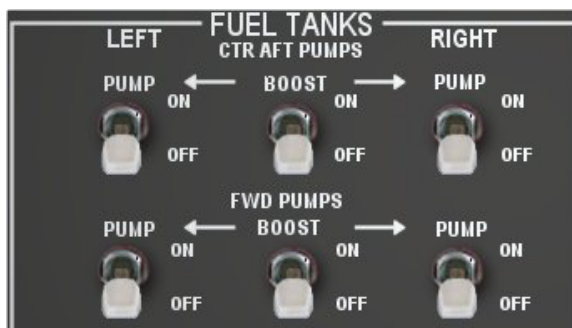 FUEL TANKS
LEFT CTR AFT PUMPS RIGHT
PUMP BOOST PUMP
ON ON ON
OFF OFF OFF
FWD PUMPS
PUMP BOOST PUMP
ON ON ON
OFF OFF OFF